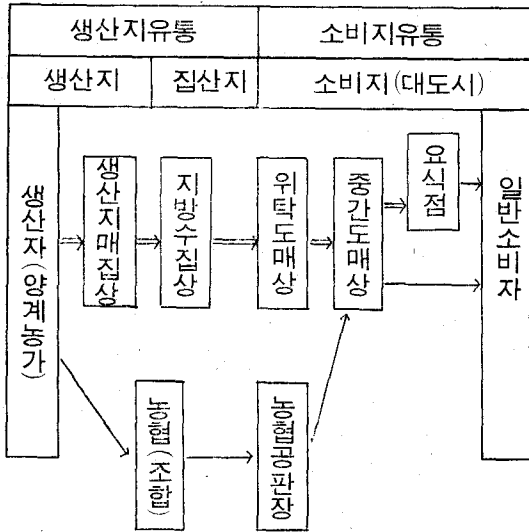 생산지유통 소비지유통
생산지 집산지 소비지(대도시)
생산자(양계농가)
생산지매집상
지방수집상
위탁도매상
중간도매상
요식점
일반소비자
농협(조합)
농협공판장